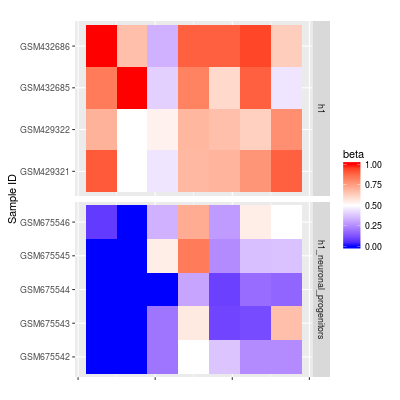 Sample ID
GSM432686
GSM432685
GSM429322
GSM429321
h1
GSM675546
GSM675545
GSM675544
GSM675543
GSM675542
h1_neuronal_progenitors
beta
1.00
0.75
0.50
0.25
0.00